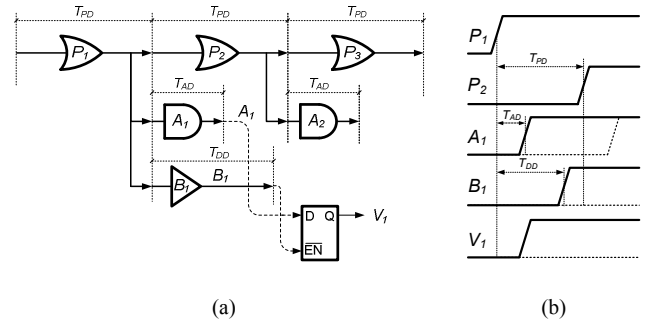 T_PD T_PD T_PD
P_1 P_2 P_3
T_AD A_1 T_AD
A_1 A_2
T_DD
B_1 B_1
D Q V_1
EN
(a)
P_1
T_PD
P_2
T_AD
A_1
T_DD
B_1
V_1
(b)